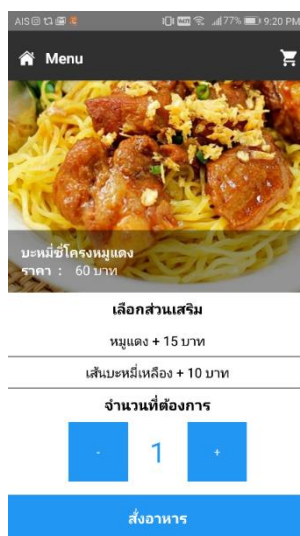 AIS 77% 9:20 PM
Menu
บะหมี่ซี่โครงหมูแดง
ราคา : 60 บาท
เลือกส่วนเสริม
หมูแดง + 15 บาท
เส้นบะหมี่เหลือง + 10 บาท
จำนวนที่ต้องการ
- 1 +
สั่งอาหาร